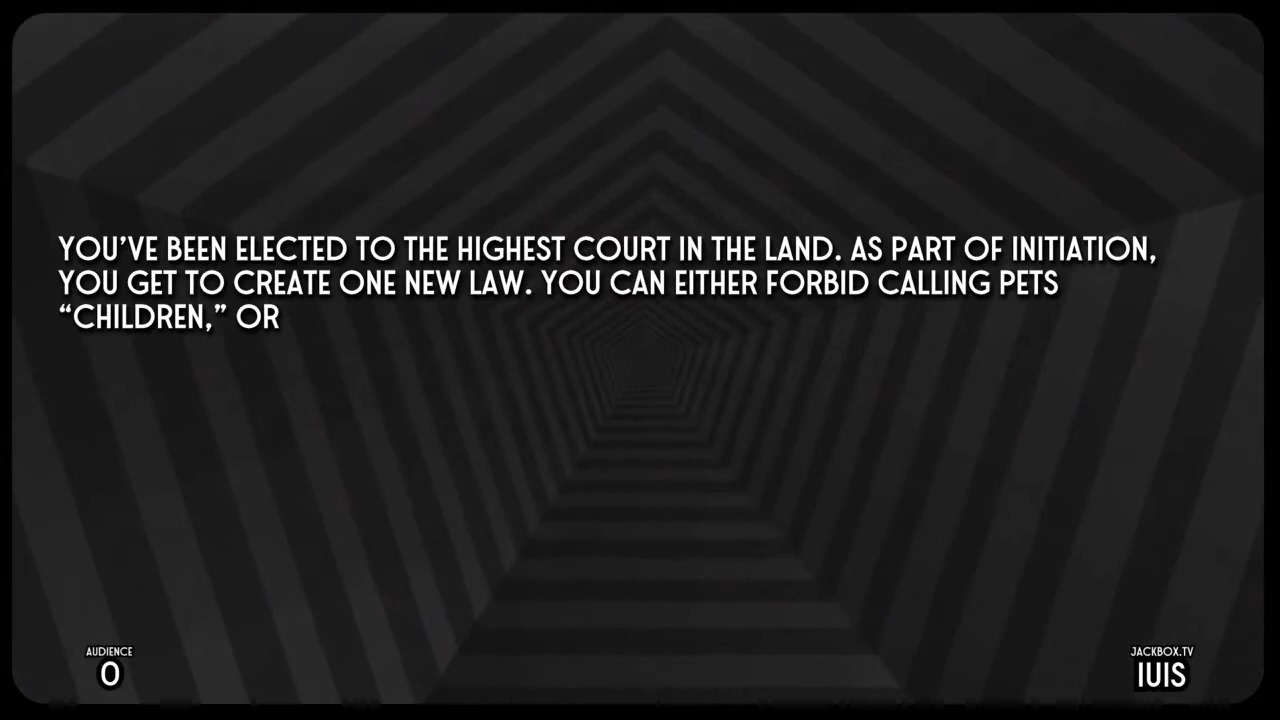 YOU'VE BEEN ELECTED TO THE HIGHEST COURT IN THE LAND. AS PART OF INITIATION,
YOU GET TO CREATE ONE NEW LAW. YOU CAN EITHER FORBID CALLING PETS
“CHILDREN,” OR
AUDIENCE
0
JACKBOX.TV
IUIS